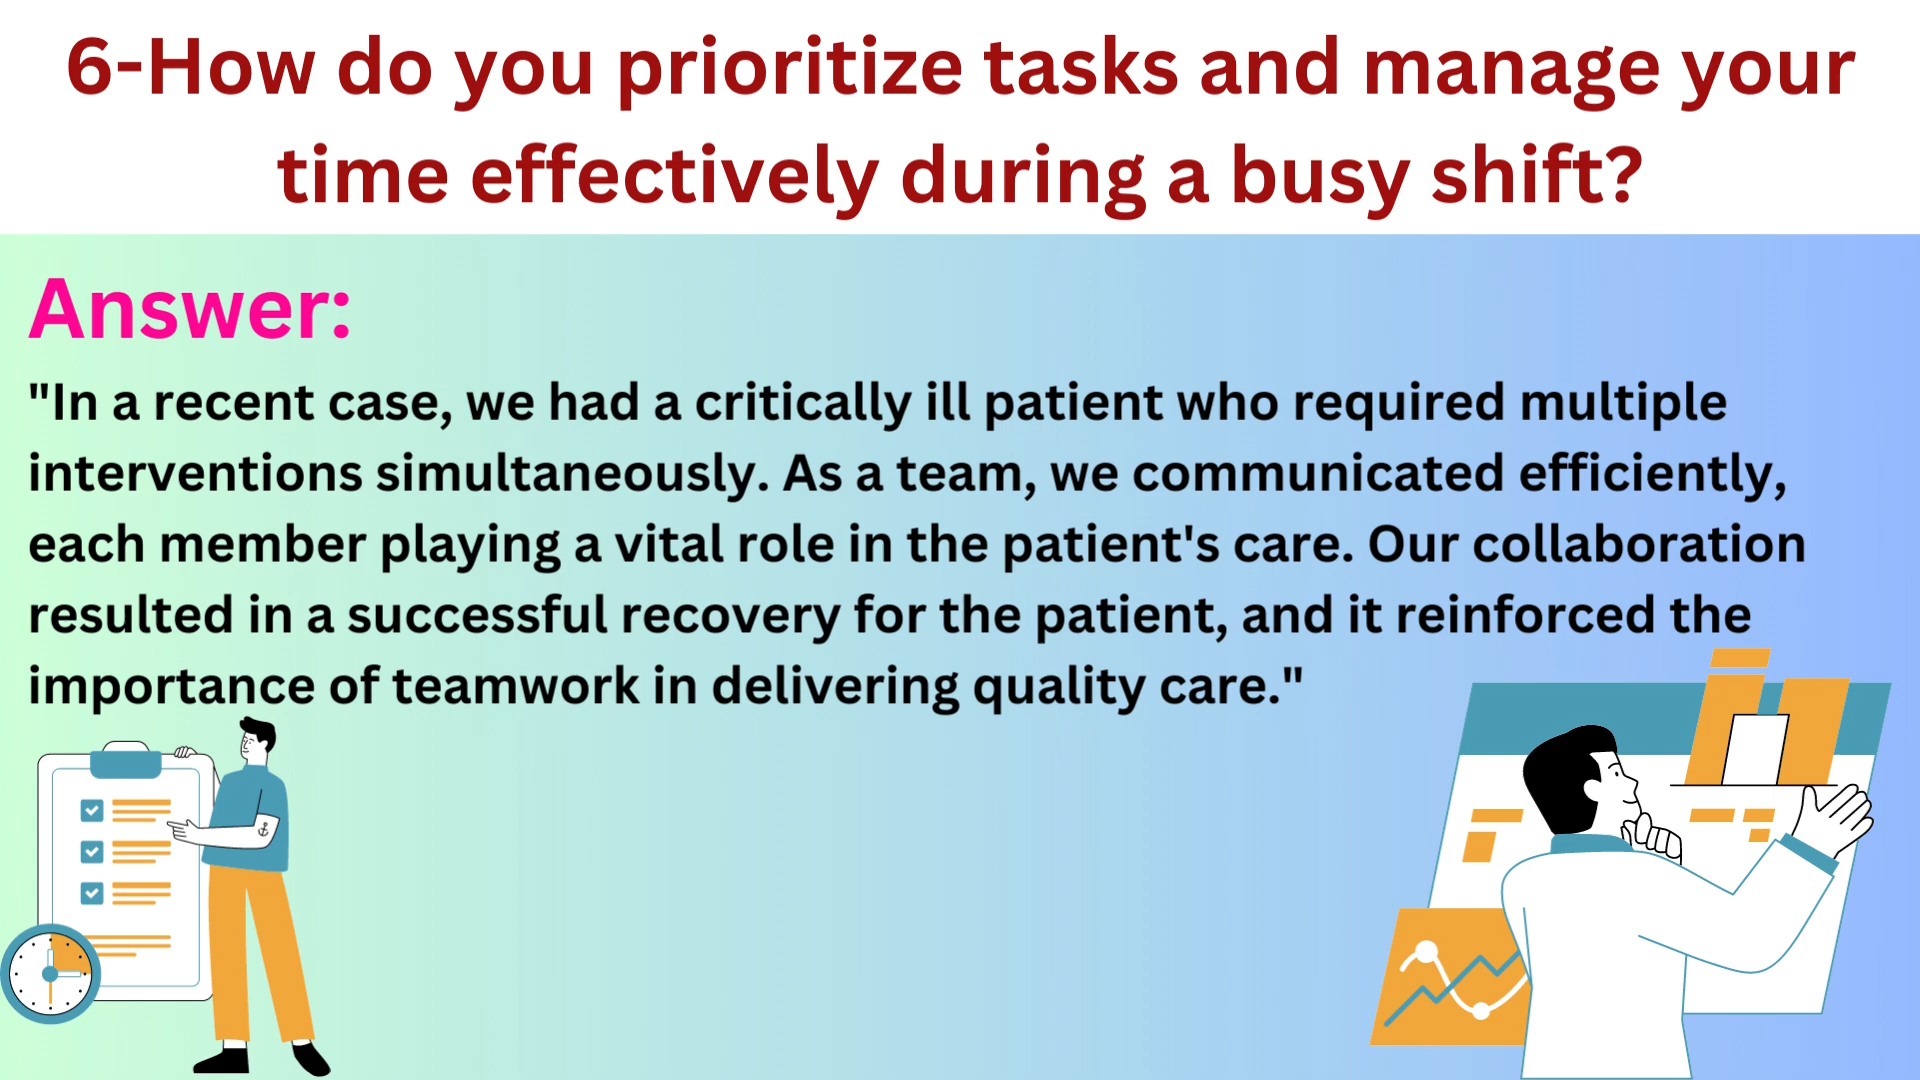 6-How do you prioritize tasks and manage your
time effectively during a busy shift?
Answer:
"In a recent case, we had a critically ill patient who required multiple
interventions simultaneously. As a team, we communicated efficiently,
each member playing a vital role in the patient's care. Our collaboration
resulted in a successful recovery for the patient, and it reinforced the
importance of teamwork in delivering quality care."